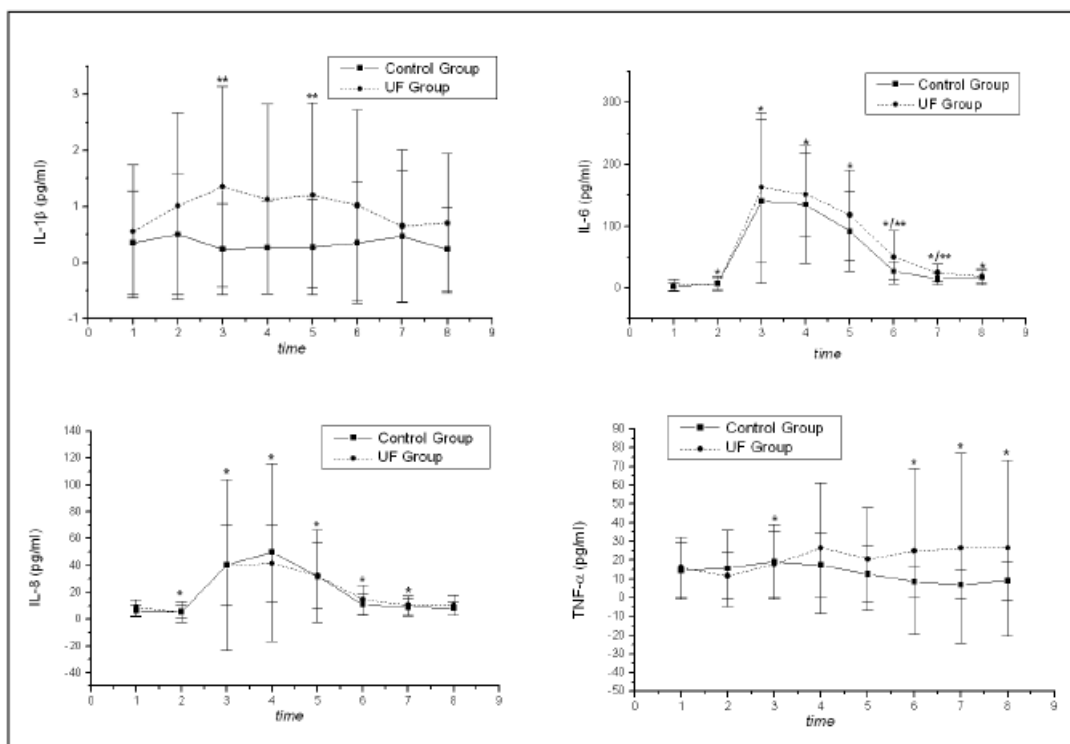 Control Group
UF Group
**
**
3
2
1
0
-1
IL-1β (pg/ml)
0 1 2 3 4 5 6 7 8 9
time
Control Group
UF Group
300
200
100
0
IL-6 (pg/ml)
* * * * */** */** *
0 1 2 3 4 5 6 7 8 9
time
Control Group
UF Group
140
120
100
80
60
40
20
0
-20
-40
IL-8 (pg/ml)
* * * * * *
0 1 2 3 4 5 6 7 8 9
time
Control Group
UF Group
90
80
70
60
50
40
30
20
10
0
-10
-20
-30
-40
-50
TNF-α (pg/ml)
* * * *
0 1 2 3 4 5 6 7 8 9
time